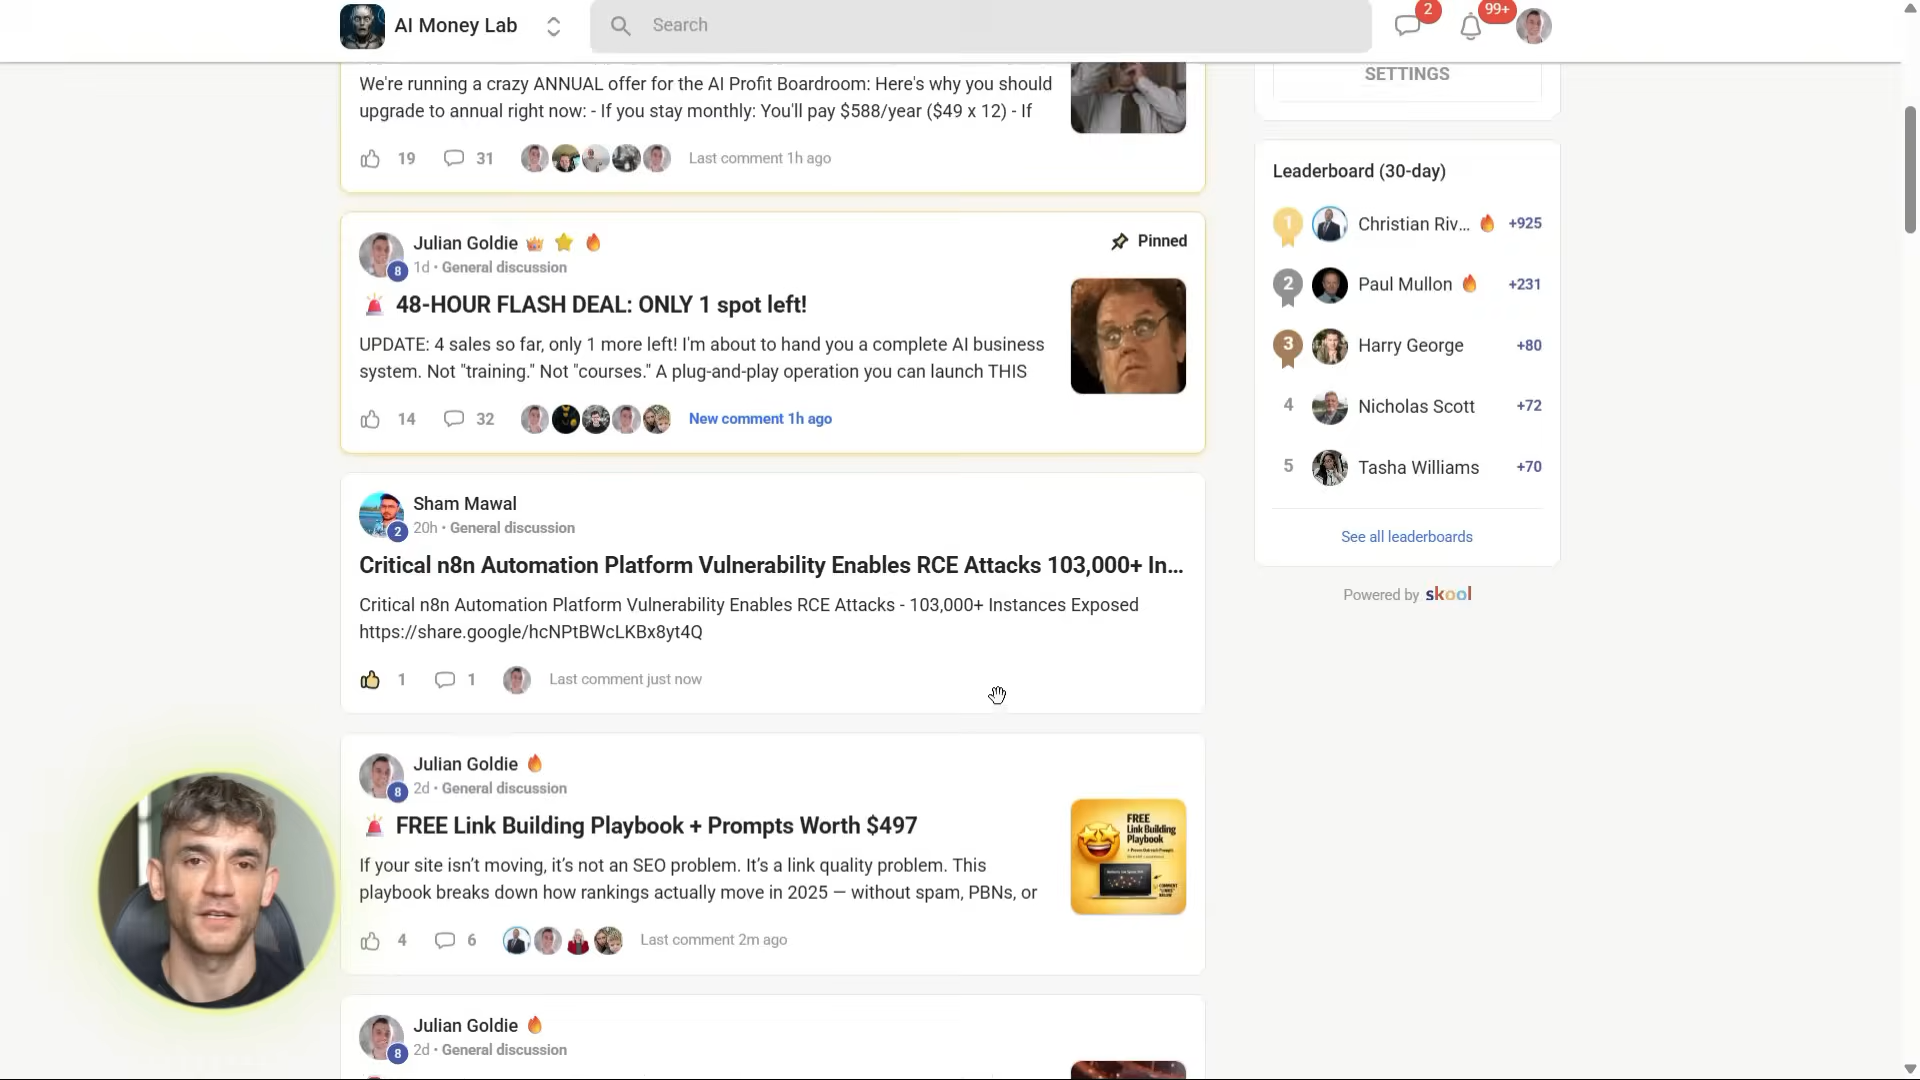 AI Money Lab
Search
2
99+
We're running a crazy ANNUAL offer for the AI Profit Boardroom: Here's why you should
upgrade to annual right now: - If you stay monthly: You'll pay $588/year ($49 x 12) - If
19 31 Last comment 1h ago
SETTINGS
Julian Goldie
Pinned
8 1d • General discussion
48-HOUR FLASH DEAL: ONLY 1 spot left!
UPDATE: 4 sales so far, only 1 more left! I'm about to hand you a complete AI business
system. Not "training." Not "courses." A plug-and-play operation you can launch THIS
14 32 New comment 1h ago
Sham Mawal
2 20h • General discussion
Critical n8n Automation Platform Vulnerability Enables RCE Attacks 103,000+ In...
Critical n8n Automation Platform Vulnerability Enables RCE Attacks - 103,000+ Instances Exposed
https://share.google/hcNPtBWcLKBx8yt4Q
1 1 Last comment just now
Julian Goldie
8 2d • General discussion
FREE Link Building Playbook + Prompts Worth $497
If your site isn’t moving, it’s not an SEO problem. It’s a link quality problem. This
playbook breaks down how rankings actually move in 2025 — without spam, PBNs, or
FREE
Link Building
Playbook
4 6 Last comment 2m ago
Julian Goldie
8 2d • General discussion
Leaderboard (30-day)
1 Christian Riv... +925
2 Paul Mullon +231
3 Harry George +80
4 Nicholas Scott +72
5 Tasha Williams +70
See all leaderboards
Powered by skool